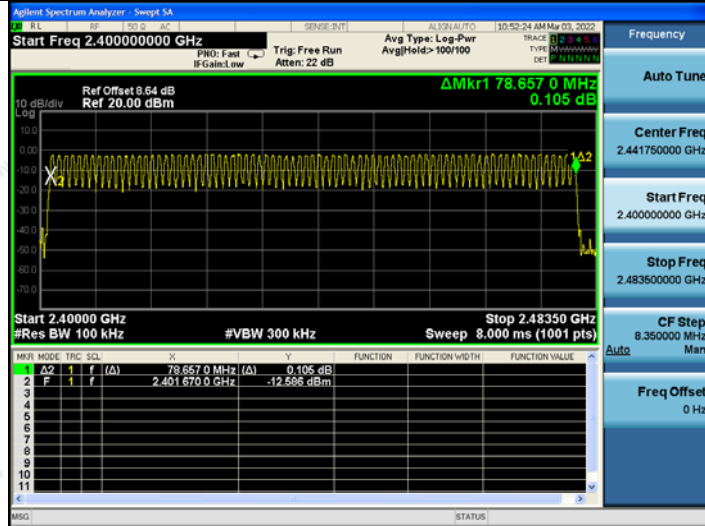 Agilent Spectrum Analyzer - Swept SA
RL RF 50 Ω AC SENSE:INT ALIGN AUTO 10:52:24 AM Mar 03, 2022
Start Freq 2.400000000 GHz
PNO: Fast
IFGain:Low
Trig: Free Run
Atten: 22 dB
Avg Type: Log-Pwr
Avg|Hold:> 100/100
TRACE 1 2 3 4 5 6
TYPE M
DET P N N N N N
Frequency
ΔMkr1 78.657 0 MHz
0.105 dB
Ref Offset 8.64 dB
10 dB/div Ref 20.00 dBm
Log
10.0
0.00
-10.0
-20.0
-30.0
-40.0
-50.0
-60.0
-70.0
2
1Δ2
Start 2.40000 GHz Stop 2.48350 GHz
#Res BW 100 kHz #VBW 300 kHz Sweep 8.000 ms (1001 pts)
MKR MODE TRC SCL X Y FUNCTION FUNCTION WIDTH FUNCTION VALUE
1 Δ2 1 f (Δ) 78.657 0 MHz (Δ) 0.105 dB
2 F 1 f 2.401 670 0 GHz -12.586 dBm
3
4
5
6
7
8
9
10
11
MSG STATUS
Auto Tune
Center Freq
2.441750000 GHz
Start Freq
2.400000000 GHz
Stop Freq
2.483500000 GHz
CF Step
8.350000 MHz
Auto Man
Freq Offset
0 Hz